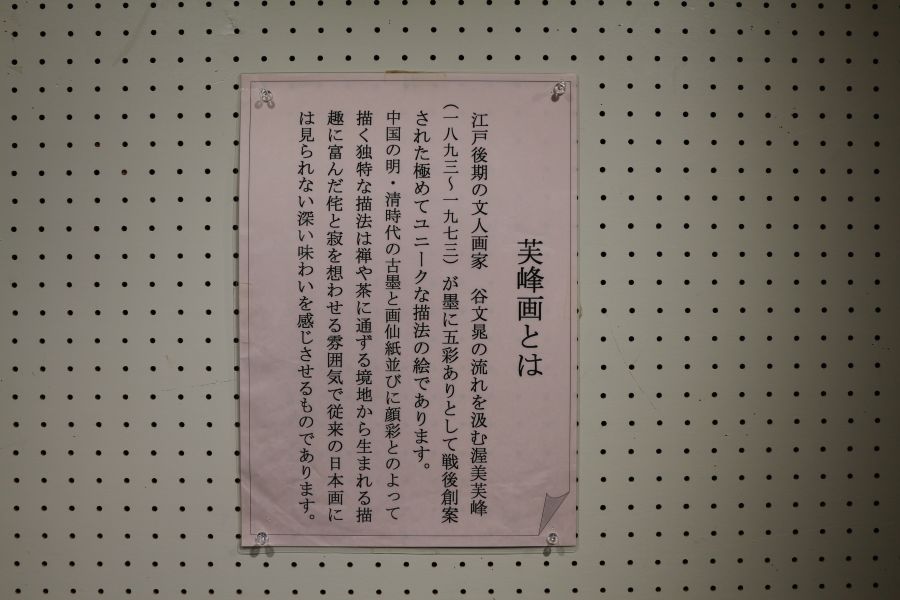 芙峰画とは
江戸後期の文人画家　谷文晁の流れを汲む渥美芙峰
（一八九三～一九七三）が墨に五彩ありとして戦後創案
された極めてユニークな描法の絵であります。
中国の明・清時代の古墨と画仙紙並びに顔彩とのよって
描く独特な描法は禅や茶に通ずる境地から生まれる描
趣に富んだ侘と寂を想わせる雰囲気で従来の日本画に
は見られない深い味わいを感じさせるものであります。